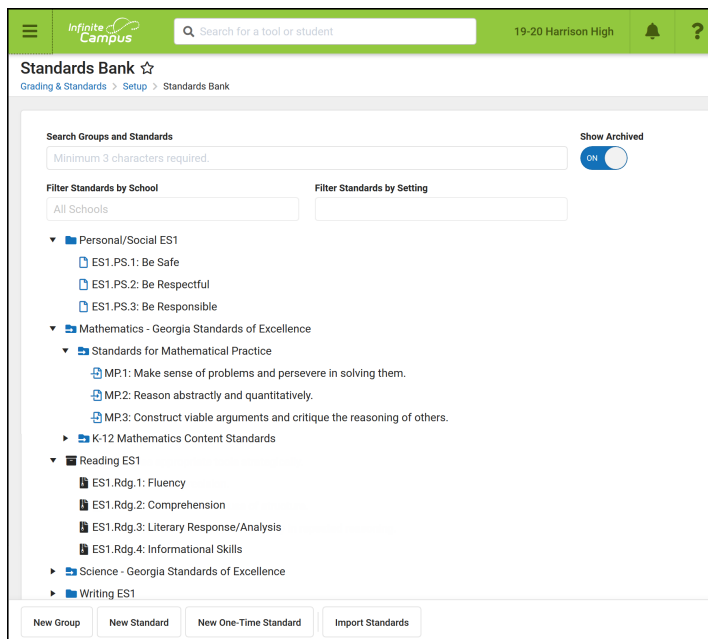 Infinite Campus
Search for a tool or student
19-20 Harrison High
?
Standards Bank
Grading & Standards > Setup > Standards Bank
Search Groups and Standards
Show Archived
Minimum 3 characters required.
ON
Filter Standards by School
Filter Standards by Setting
All Schools
Personal/Social ES1
ES1.PS.1: Be Safe
ES1.PS.2: Be Respectful
ES1.PS.3: Be Responsible
Mathematics - Georgia Standards of Excellence
Standards for Mathematical Practice
MP.1: Make sense of problems and persevere in solving them.
MP.2: Reason abstractly and quantitatively.
MP.3: Construct viable arguments and critique the reasoning of others.
K-12 Mathematics Content Standards
Reading ES1
ES1.Rdg.1: Fluency
ES1.Rdg.2: Comprehension
ES1.Rdg.3: Literary Response/Analysis
ES1.Rdg.4: Informational Skills
Science - Georgia Standards of Excellence
Writing ES1
New Group
New Standard
New One-Time Standard
Import Standards